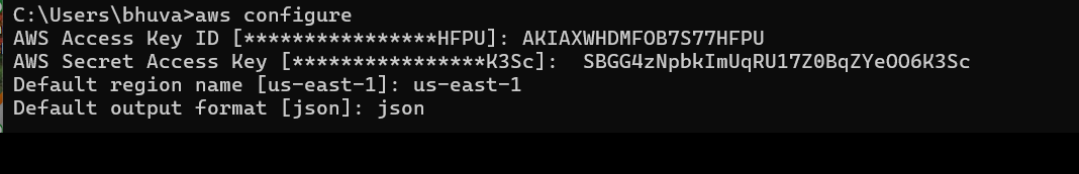 C:\Users\bhuva>aws configure
AWS Access Key ID [****************HFPU]: AKIAXWHDMFOB7S77HFPU
AWS Secret Access Key [****************K3Sc]:  SBGG4zNpbkImUqRU17Z0BqZYeOO6K3Sc
Default region name [us-east-1]: us-east-1
Default output format [json]: json